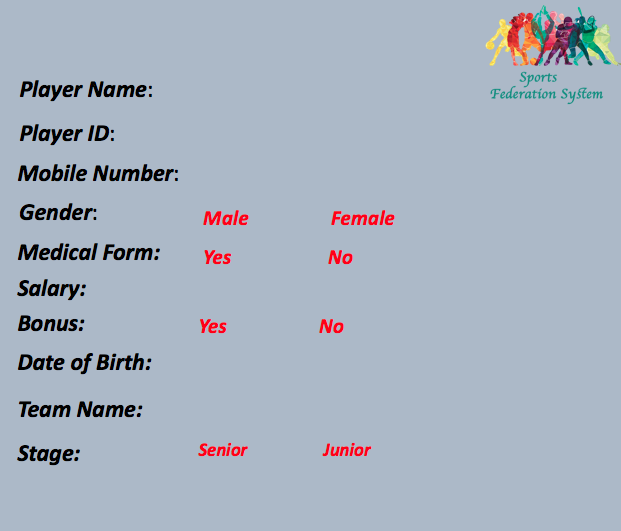 Sports
Federation System
Player Name:
Player ID:
Mobile Number:
Gender: Male Female
Medical Form: Yes No
Salary:
Bonus: Yes No
Date of Birth:
Team Name:
Stage: Senior Junior